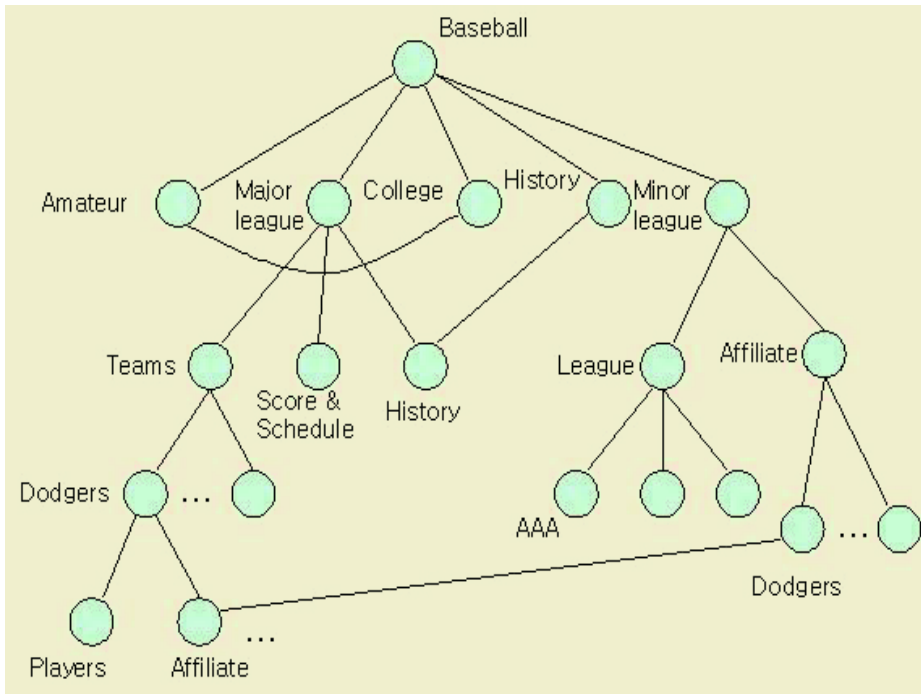 Baseball
Amateur
Major
league
College
History
Minor
league
Teams
Score &
Schedule
History
League
Affiliate
Dodgers
...
AAA
...
Dodgers
Players
Affiliate
...